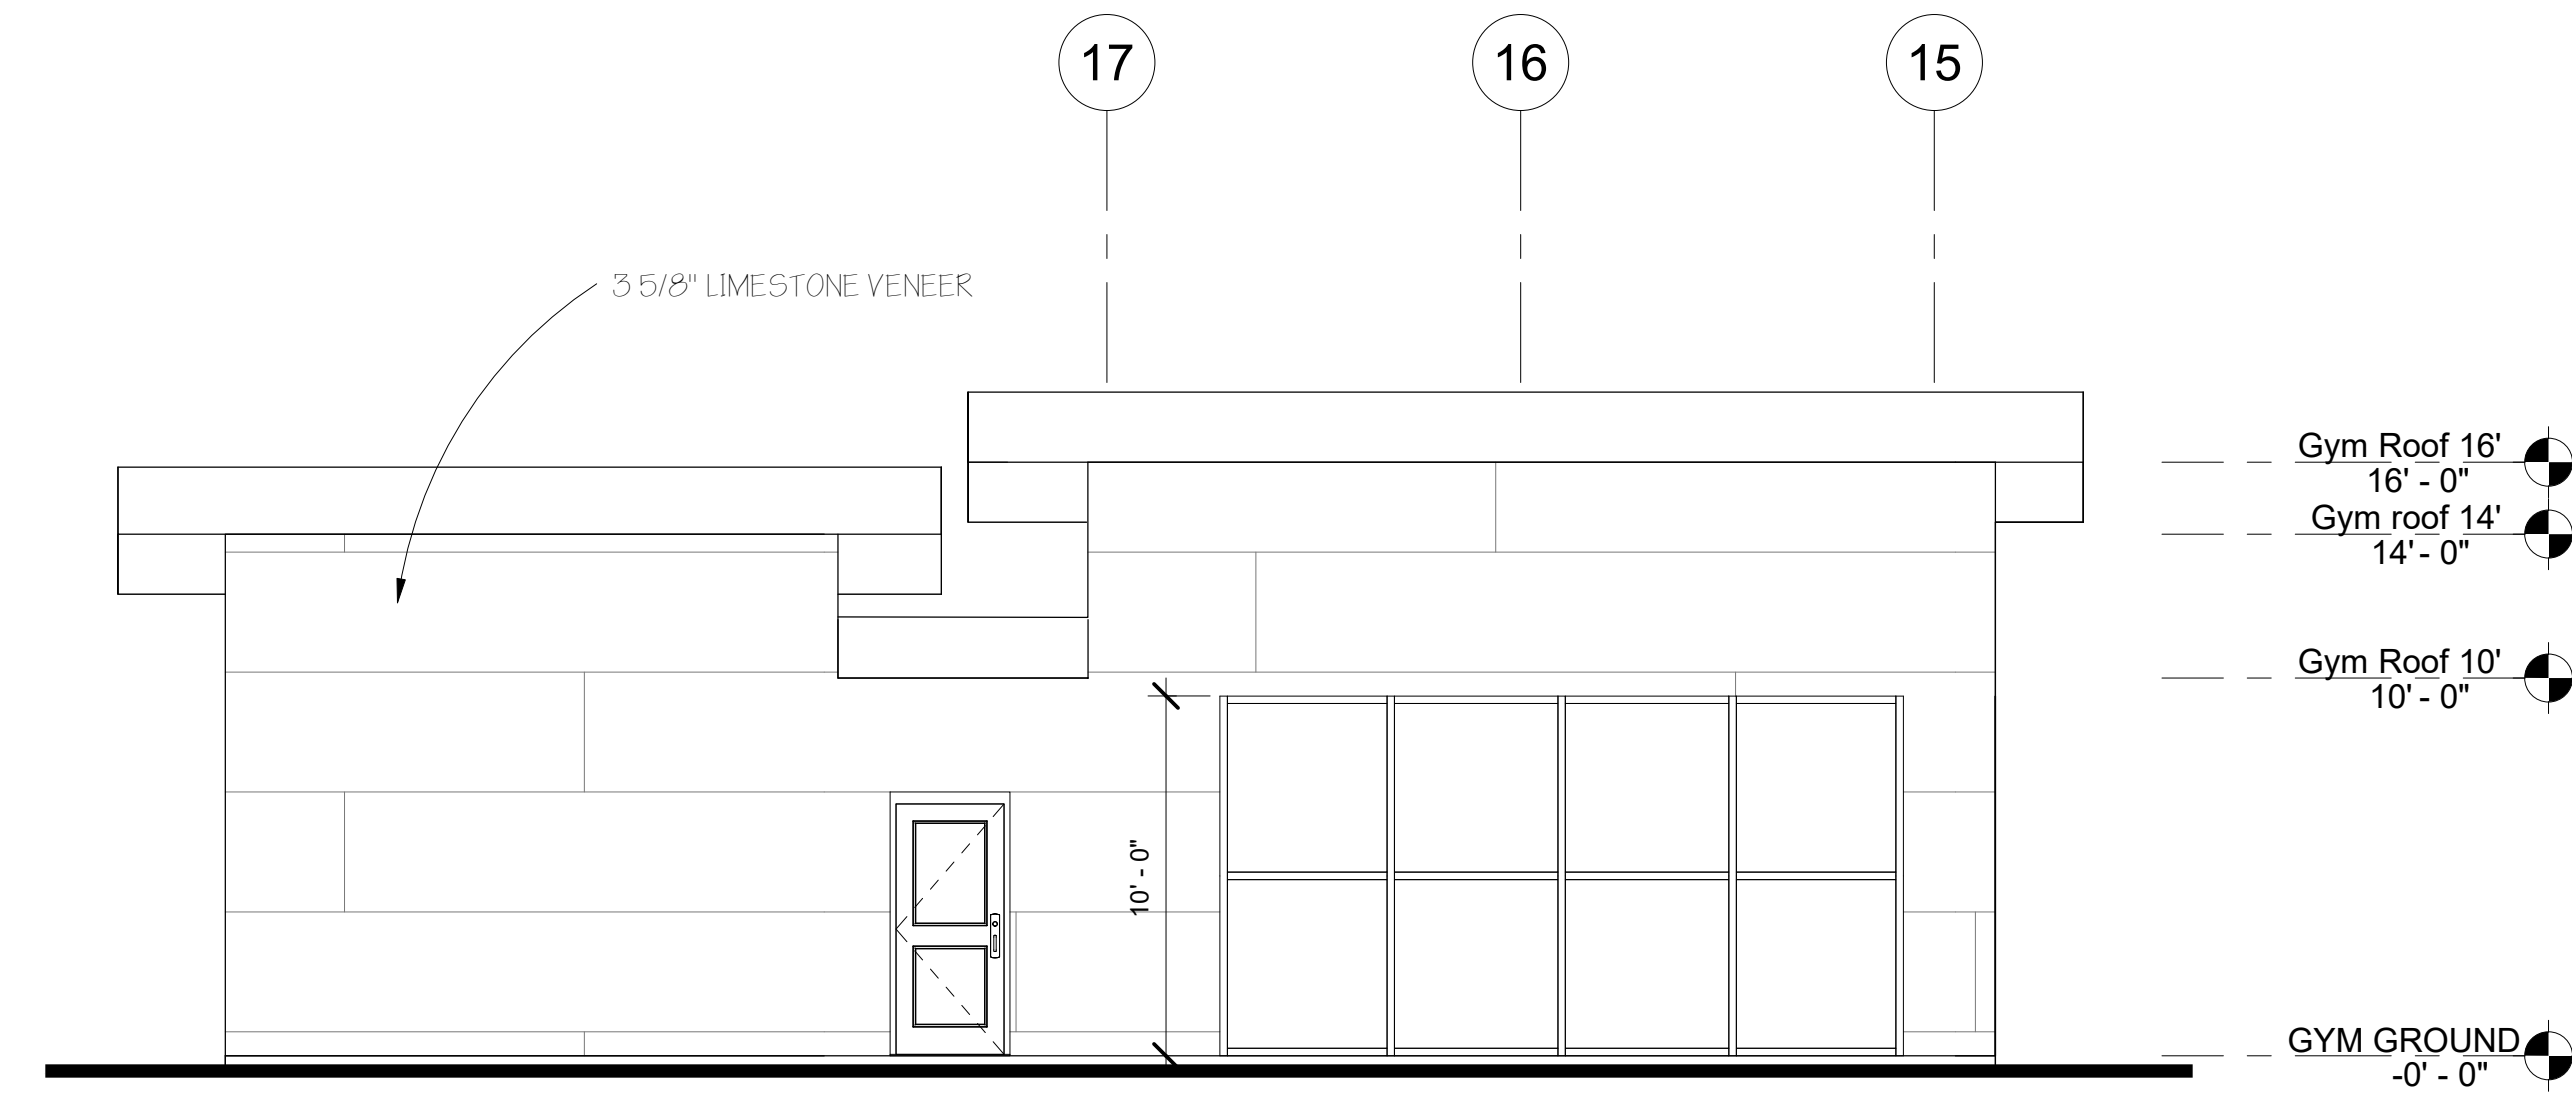 17
16
15
3 5/8" LIMESTONE VENEER
Gym Roof 16'
16' - 0"
Gym roof 14'
14' - 0"
Gym Roof 10'
10' - 0"
10' - 0"
GYM GROUND
-0' - 0"